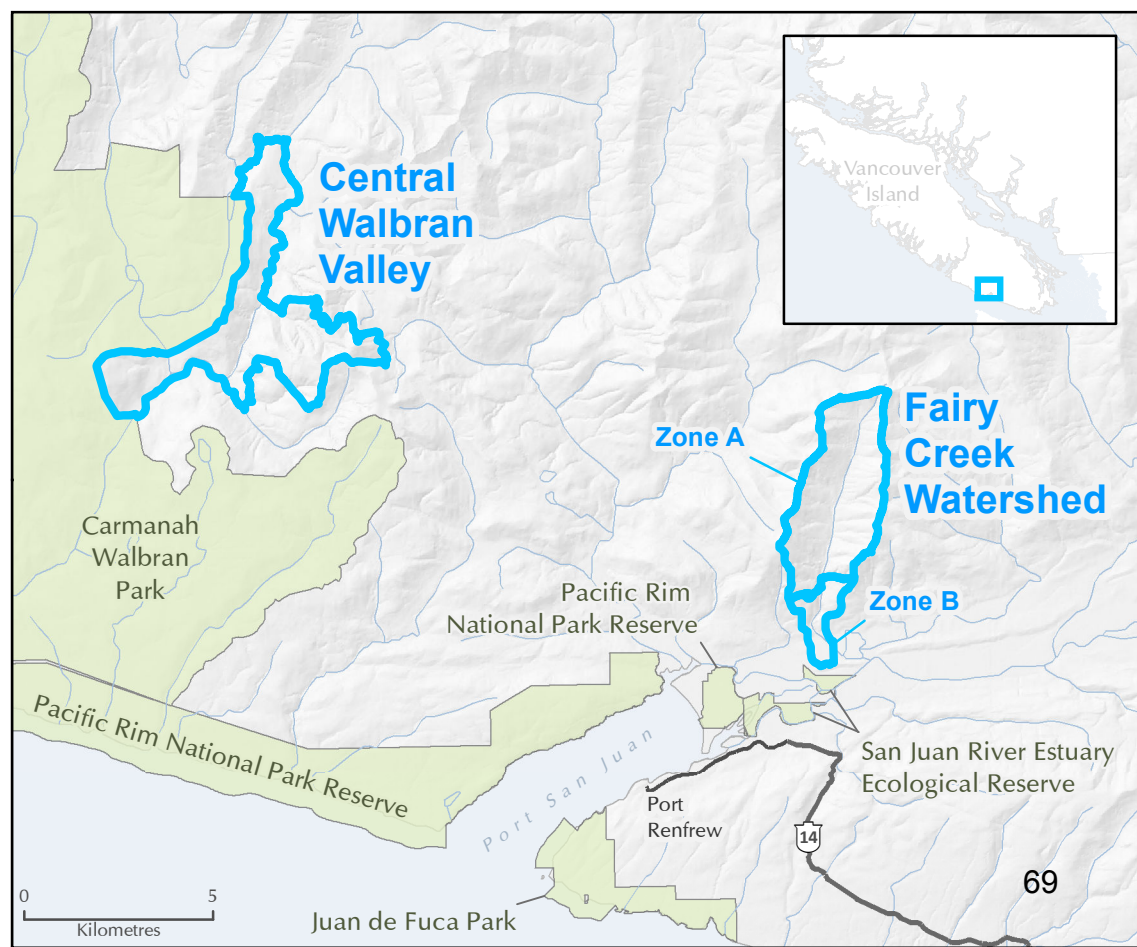 Vancouver
Island
Central
Walbran
Valley
Fairy
Creek
Watershed
Zone A
Zone B
Carmanah
Walbran
Park
Pacific Rim
National Park Reserve
Pacific Rim National Park Reserve
Port San Juan
San Juan River Estuary
Ecological Reserve
Port
Renfrew
14
69
0 5
Kilometres
Juan de Fuca Park